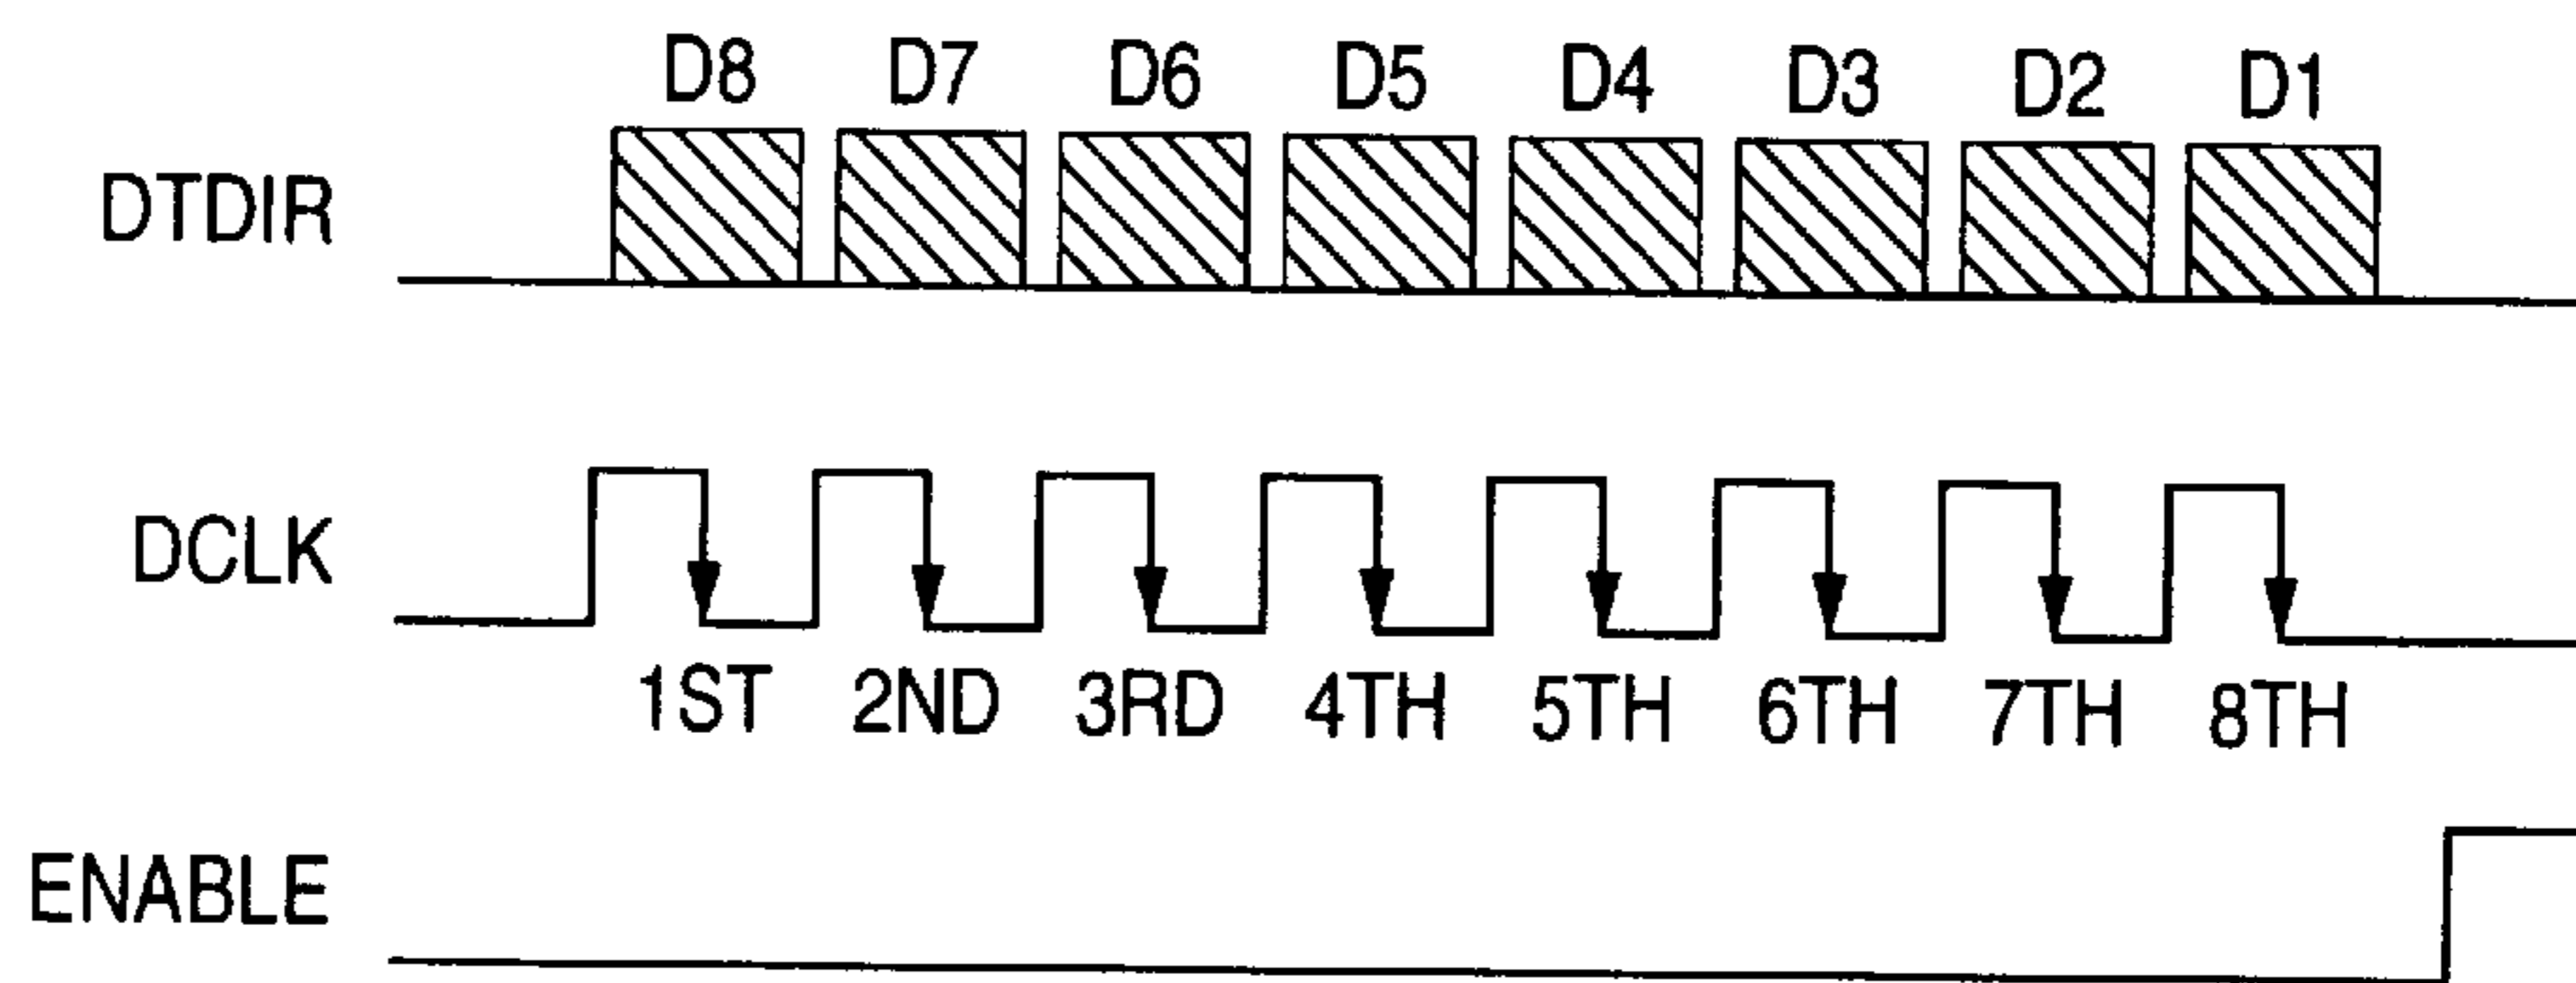 D8 D7 D6 D5 D4 D3 D2 D1
DTDIR
DCLK
1ST 2ND 3RD 4TH 5TH 6TH 7TH 8TH
ENABLE